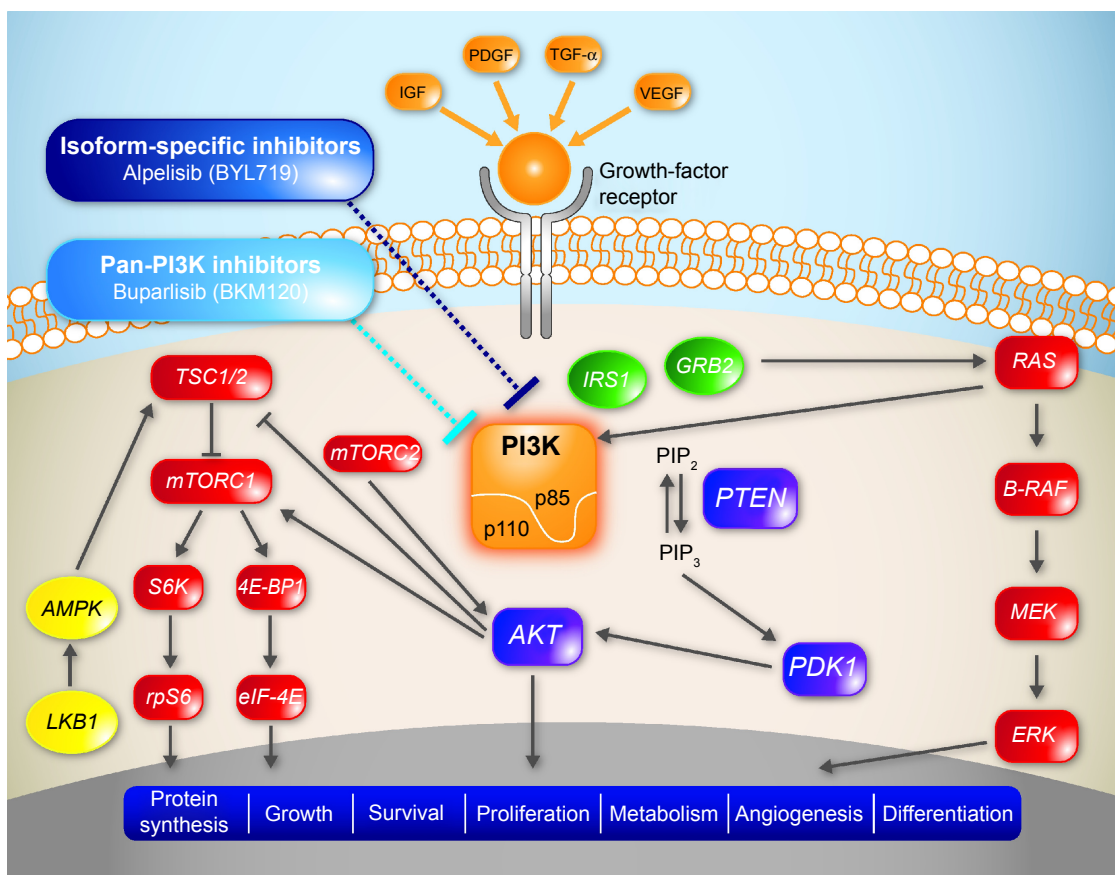 PDGF
TGF-α
IGF
VEGF
Isoform-specific inhibitors
Alpelisib (BYL719)
Growth-factor
receptor
Pan-PI3K inhibitors
Buparlisib (BKM120)
TSC1/2
IRS1
GRB2
RAS
mTORC2
PI3K
p85
p110
PIP2
PTEN
PIP3
mTORC1
B-RAF
S6K
4E-BP1
AMPK
AKT
MEK
PDK1
LKB1
rpS6
eIF-4E
ERK
Protein
synthesis
Growth
Survival
Proliferation
Metabolism
Angiogenesis
Differentiation